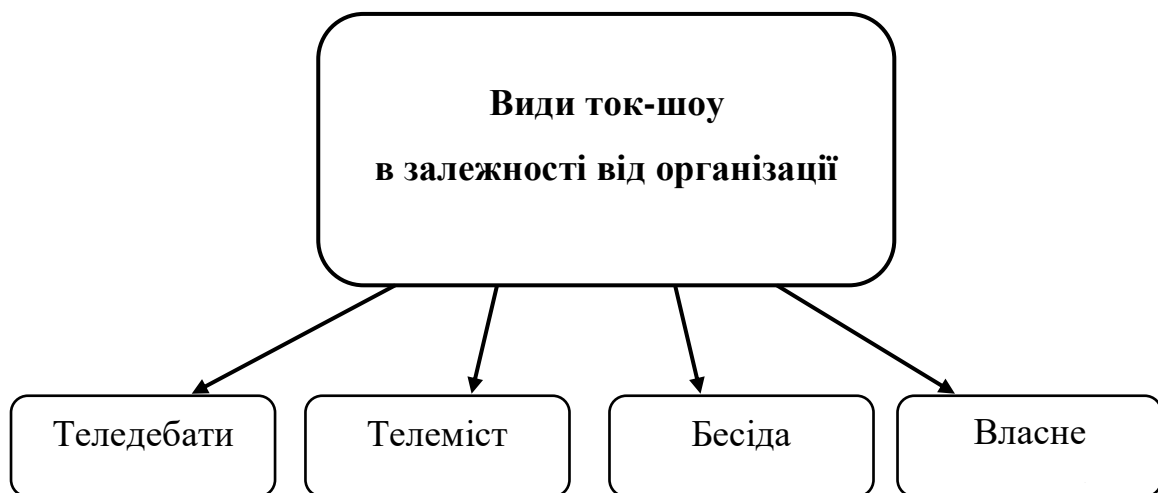 Види ток-шоу
в залежності від організації
Теледебати
Телеміст
Бесіда
Власне